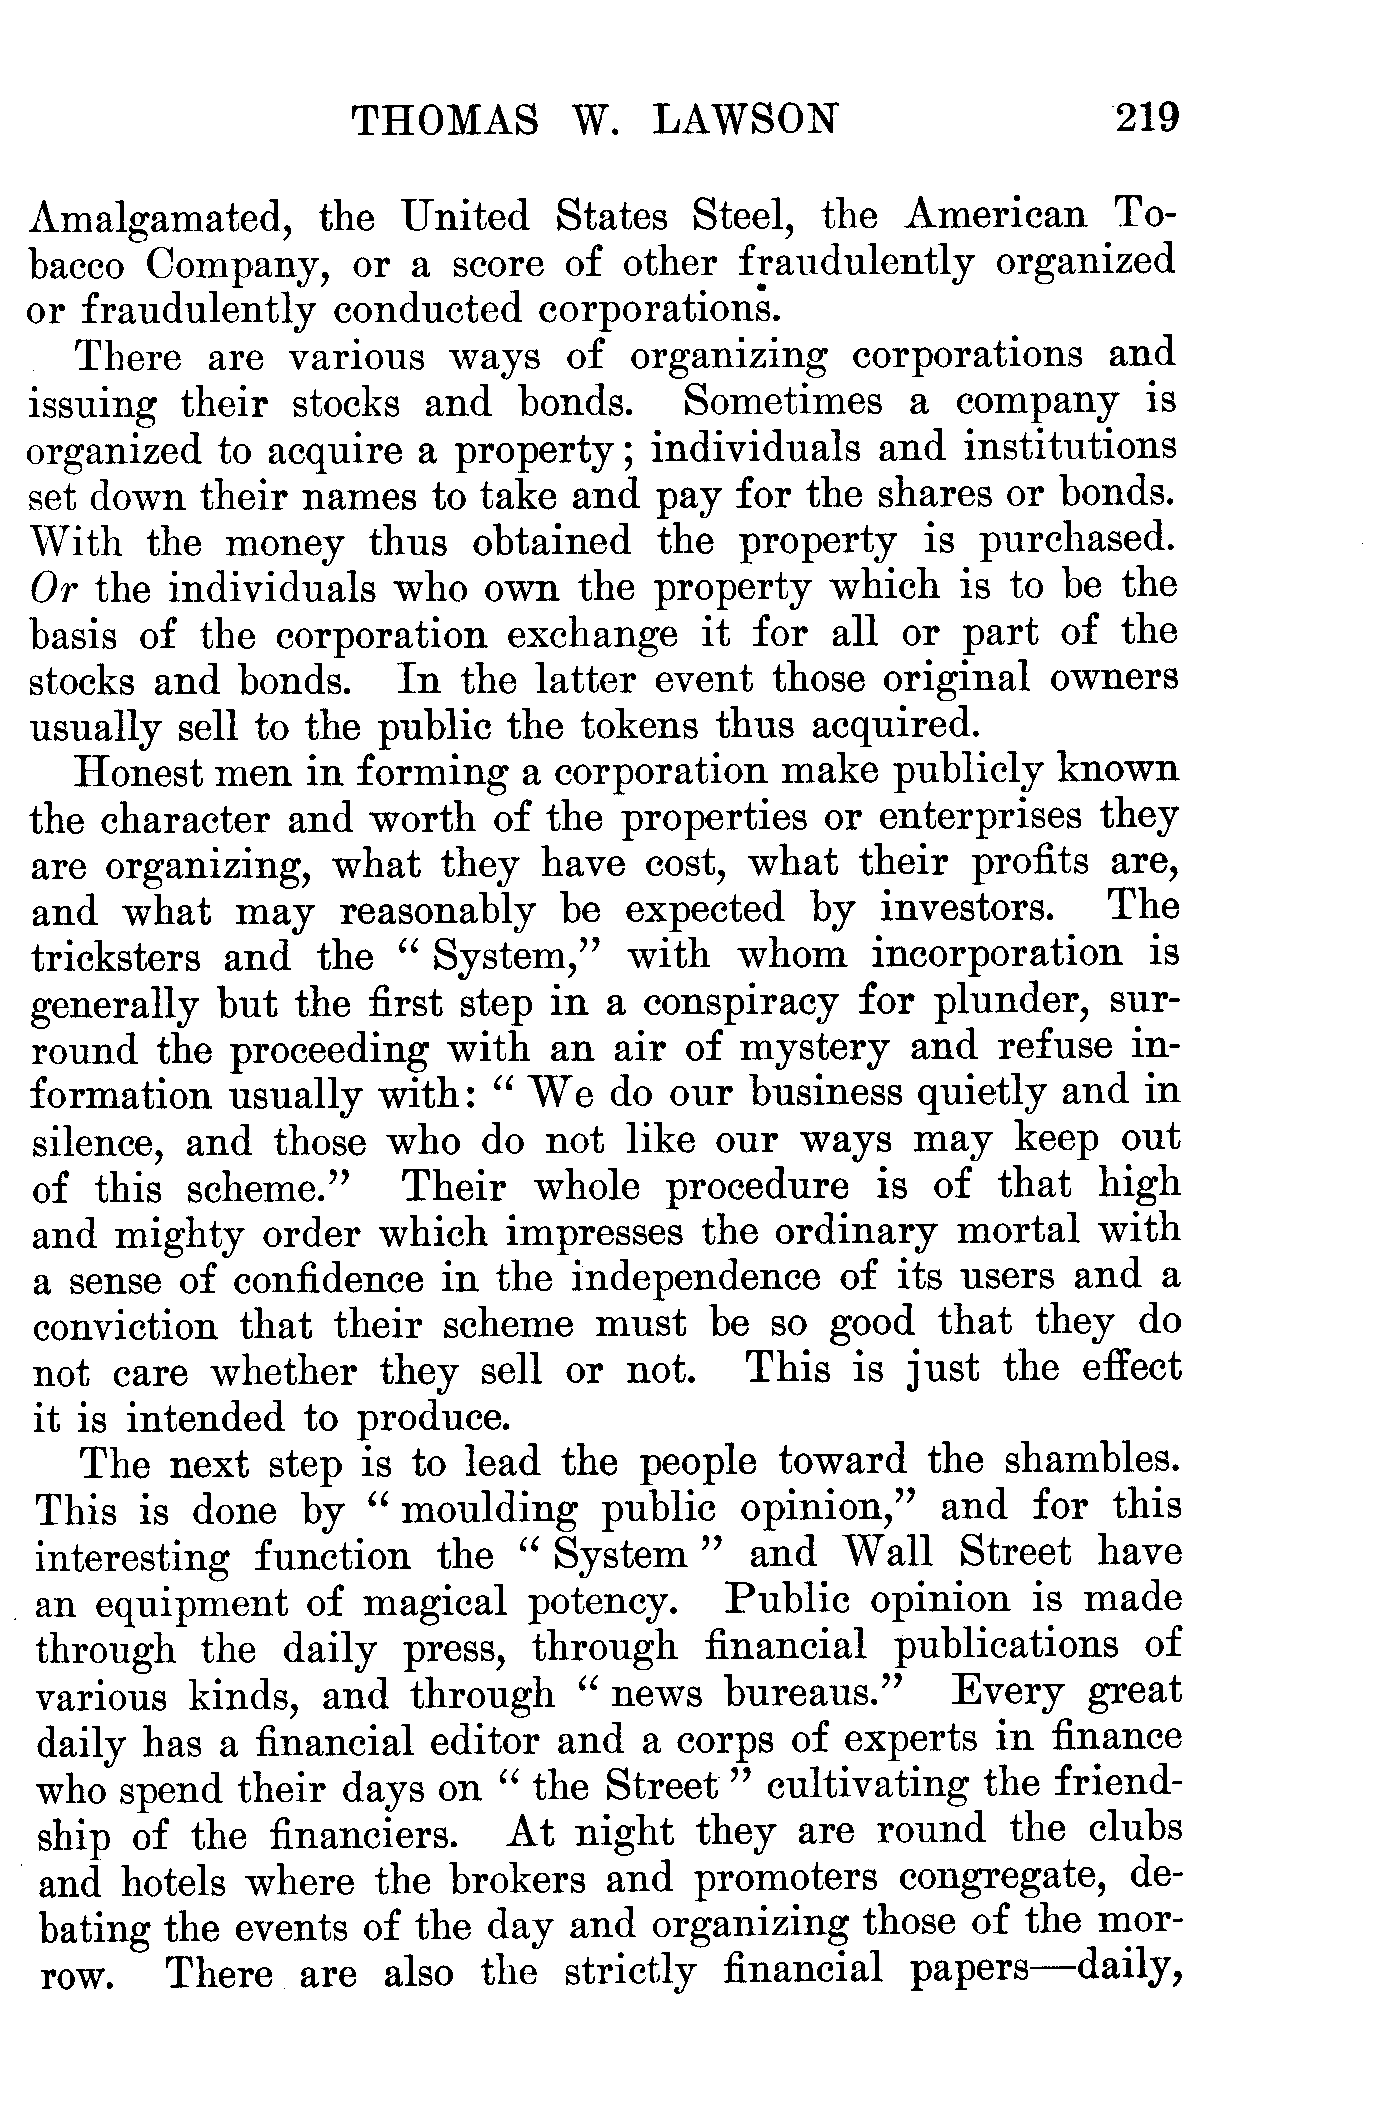 THOMAS W. LAWSON 219
Amalgamated, the United States Steel, the American To-
bacco Company, or a score of other fraudulently organized
or fraudulently conducted corporations.
There are various ways of organizing corporations and
issuing their stocks and bonds. Sometimes a company is
organized to acquire a property; individuals and institutions
set down their names to take and pay for the shares or bonds.
With the money thus obtained the property is purchased.
Or the individuals who own the property which is to be the
basis of the corporation exchange it for all or part of the
stocks and bonds. In the latter event those original owners
usually sell to the public the tokens thus acquired.
Honest men in forming a corporation make publicly known
the character and worth of the properties or enterprises they
are organizing, what they have cost, what their profits are,
and what may reasonably be expected by investors. The
tricksters and the “ System,” with whom incorporation is
generally but the first step in a conspiracy for plunder, sur-
round the proceeding with an air of mystery and refuse in-
formation usually with: “ We do our business quietly and in
silence, and those who do not like our ways may keep out
of this scheme.” Their whole procedure is of that high
and mighty order which impresses the ordinary mortal with
a sense of confidence in the independence of its users and a
conviction that their scheme must be so good that they do
not care whether they sell or not. This is just the effect
it is intended to produce.
The next step is to lead the people toward the shambles.
This is done by “ moulding public opinion,” and for this
interesting function the “ System ” and Wall Street have
an equipment of magical potency. Public opinion is made
through the daily press, through financial publications of
various kinds, and through “ news bureaus.” Every great
daily has a financial editor and a corps of experts in finance
who spend their days on “ the Street ” cultivating the friend-
ship of the financiers. At night they are round the clubs
and hotels where the brokers and promoters congregate, de-
bating the events of the day and organizing those of the mor-
row. There are also the strictly financial papers—daily,